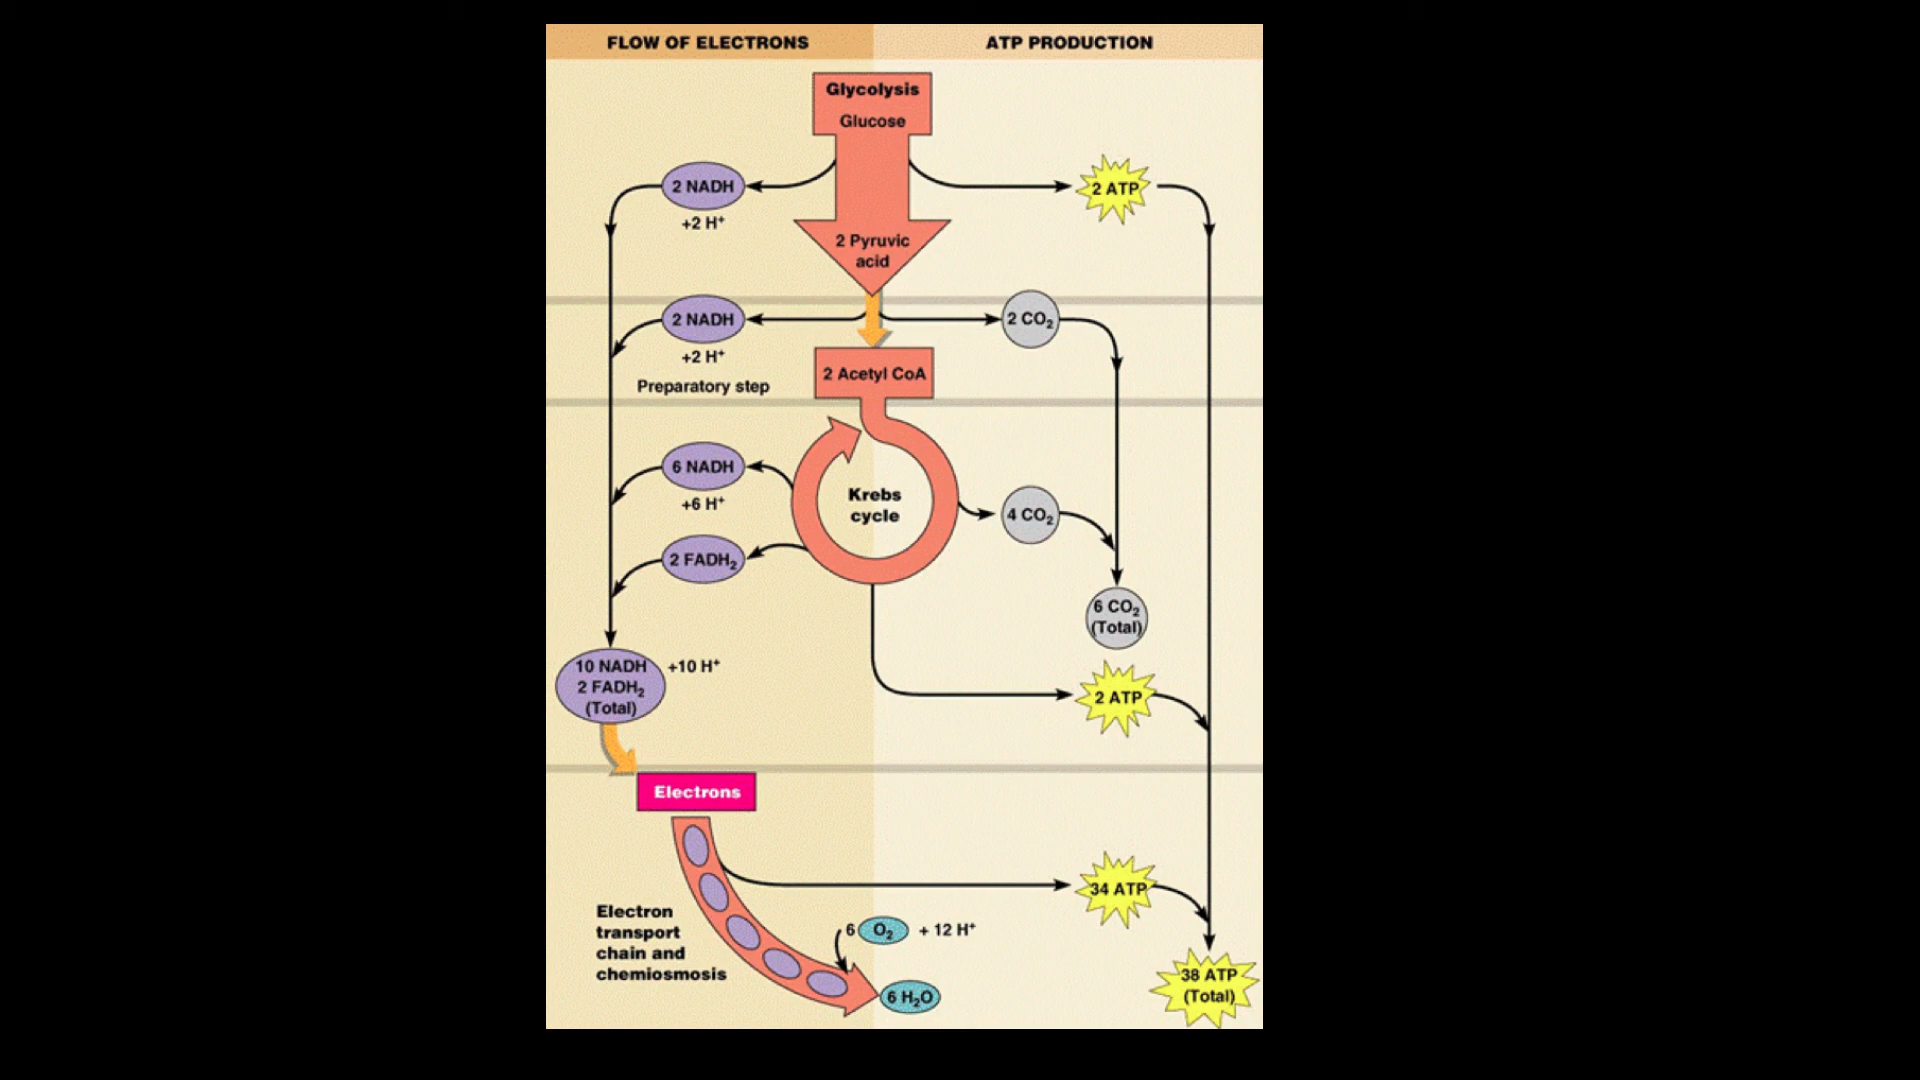 FLOW OF ELECTRONS
ATP PRODUCTION
Glycolysis
Glucose
2 NADH
+2 H⁺
2 ATP
2 Pyruvic
acid
2 NADH
+2 H⁺
2 CO₂
Preparatory step
2 Acetyl CoA
6 NADH
+6 H⁺
Krebs
cycle
4 CO₂
2 FADH₂
6 CO₂
(Total)
10 NADH
2 FADH₂
(Total)
+10 H⁺
2 ATP
Electrons
34 ATP
Electron
transport
chain and
chemiosmosis
6 O₂ + 12 H⁺
6 H₂O
38 ATP
(Total)